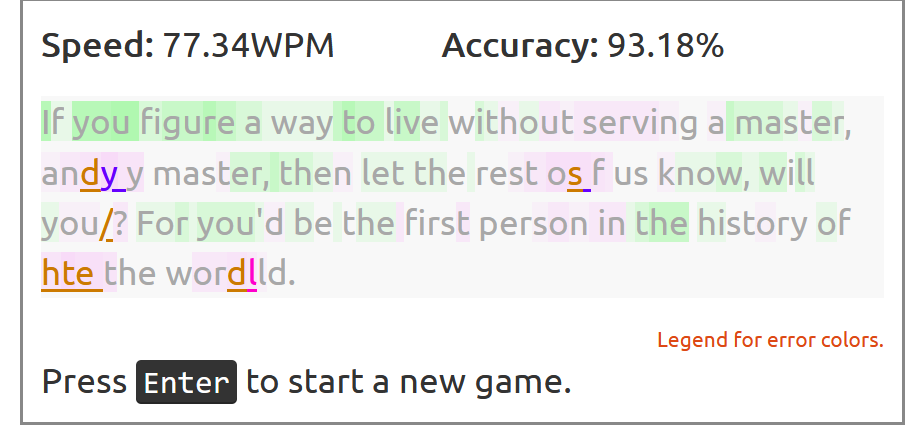 Speed: 77.34WPM Accuracy: 93.18%
If you figure a way to live without serving a master,
andy y master, then let the rest os f us know, will
you/? For you'd be the first person in the history of
hte the wordlld.
Legend for error colors.
Press Enter to start a new game.